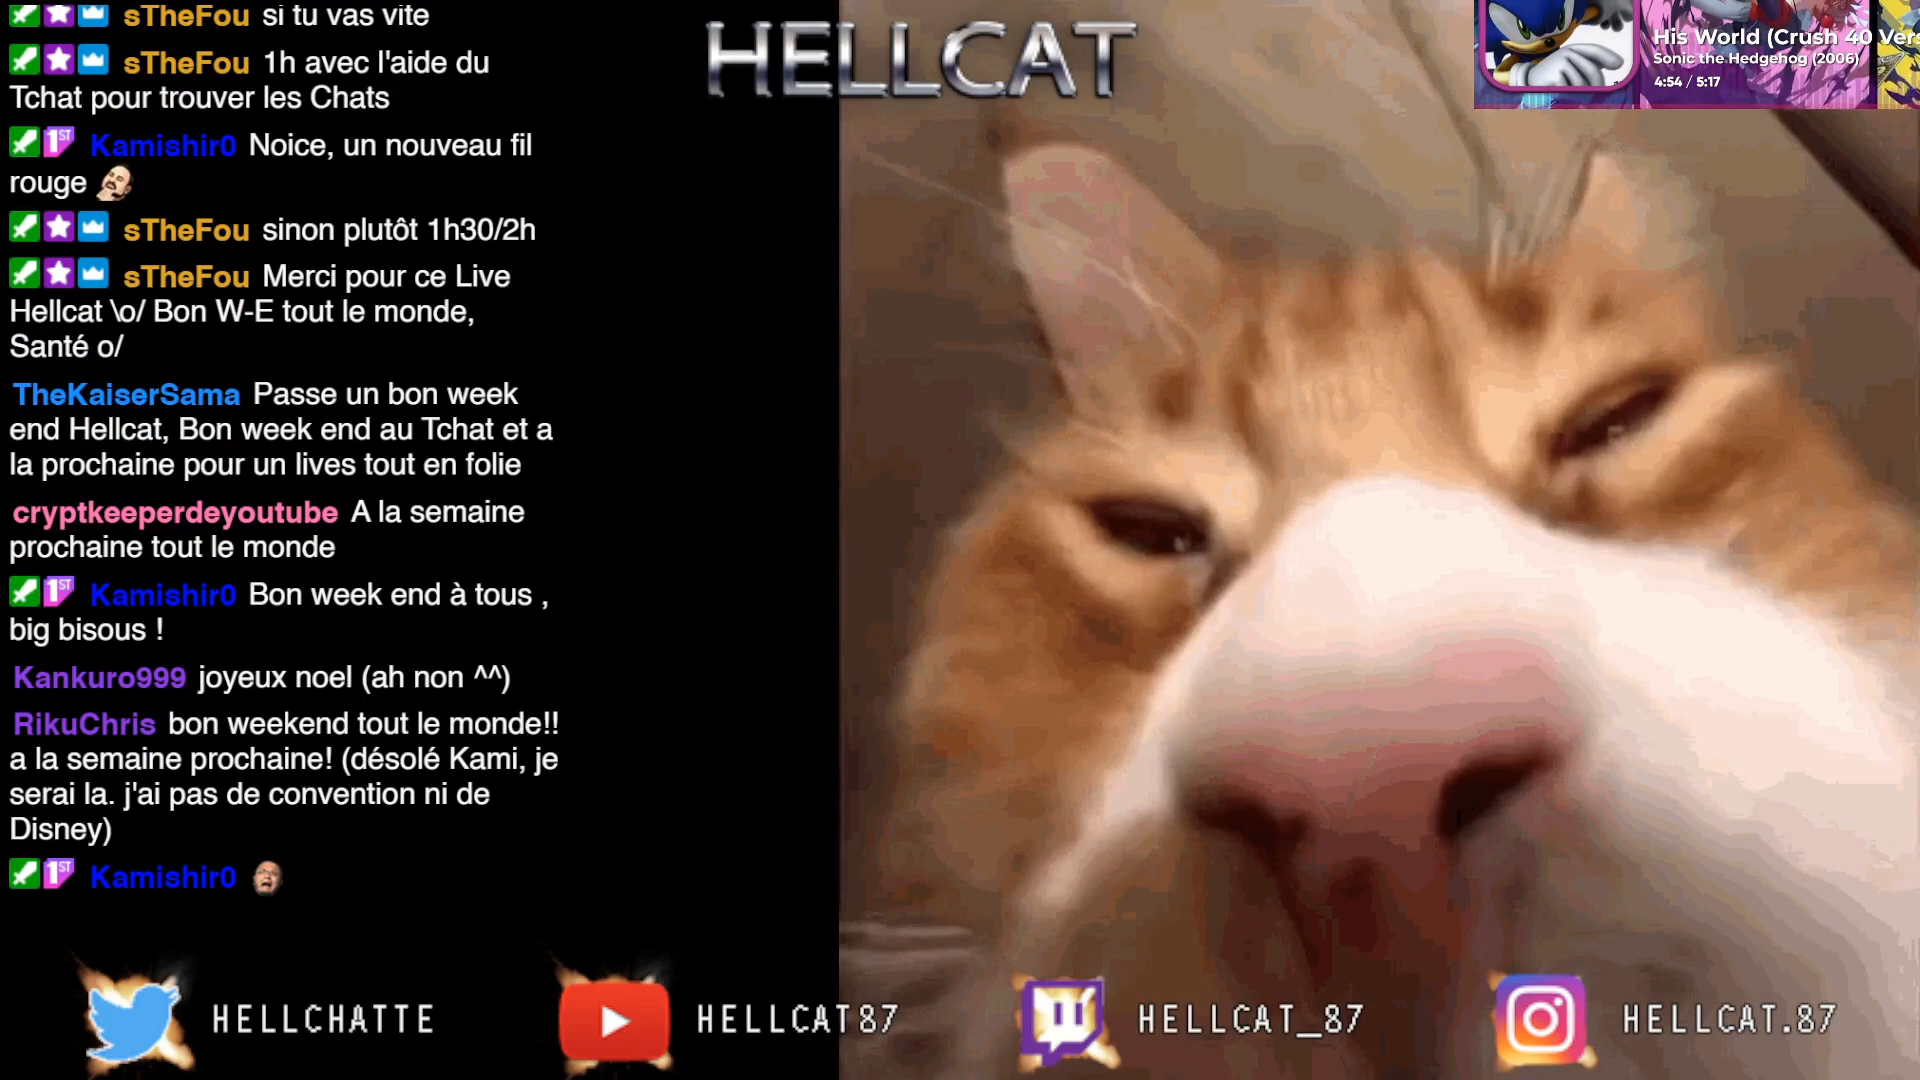 sTheFou si tu vas vite
sTheFou 1h avec l'aide du
Tchat pour trouver les Chats
1ST Kamishir0 Noice, un nouveau fil
rouge
sTheFou sinon plutôt 1h30/2h
sTheFou Merci pour ce Live
Hellcat \o/ Bon W-E tout le monde,
Santé o/
TheKaiserSama Passe un bon week
end Hellcat, Bon week end au Tchat et a
la prochaine pour un lives tout en folie
cryptkeeperdeyoutube A la semaine
prochaine tout le monde
1ST Kamishir0 Bon week end à tous ,
big bisous !
Kankuro999 joyeux noel (ah non ^^)
RikuChris bon weekend tout le monde!!
a la semaine prochaine! (désolé Kami, je
serai la. j'ai pas de convention ni de
Disney)
1ST Kamishir0
HELLCAT
His World (Crush 40 Vers
Sonic the Hedgehog (2006)
4:54 / 5:17
HELLCHATTE
HELLCAT87
HELLCAT_87
HELLCAT.87